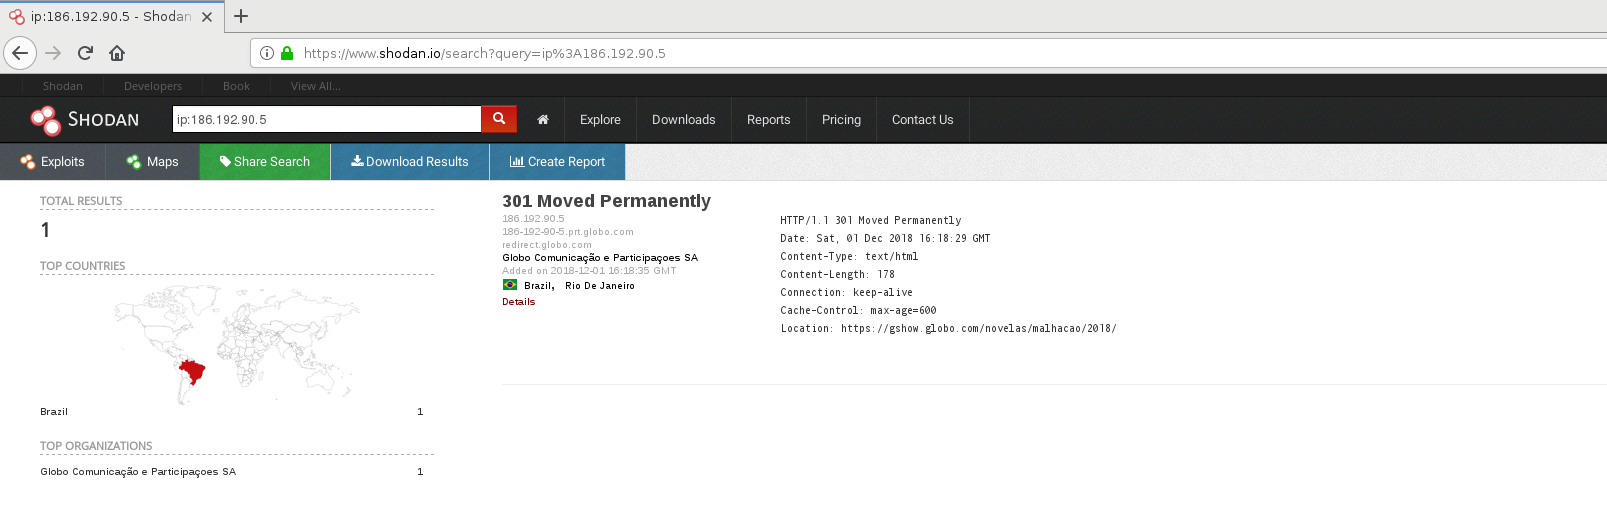 ip:186.192.90.5 - Shodan
https://www.shodan.io/search?query=ip%3A186.192.90.5
Shodan Developers Book View All...
SHODAN ip:186.192.90.5 Explore Downloads Reports Pricing Contact Us
Exploits Maps Share Search Download Results Create Report
TOTAL RESULTS
1
TOP COUNTRIES
Brazil 1
TOP ORGANIZATIONS
Globo Comunicação e Participaçoes SA 1
301 Moved Permanently
186.192.90.5
186-192-90-5.prt.globo.com
redirect.globo.com
Globo Comunicação e Participaçoes SA
Added on 2018-12-01 16:18:35 GMT
Brazil, Rio De Janeiro
Details
HTTP/1.1 301 Moved Permanently
Date: Sat, 01 Dec 2018 16:18:29 GMT
Content-Type: text/html
Content-Length: 178
Connection: keep-alive
Cache-Control: max-age=600
Location: https://gshow.globo.com/novelas/malhacao/2018/